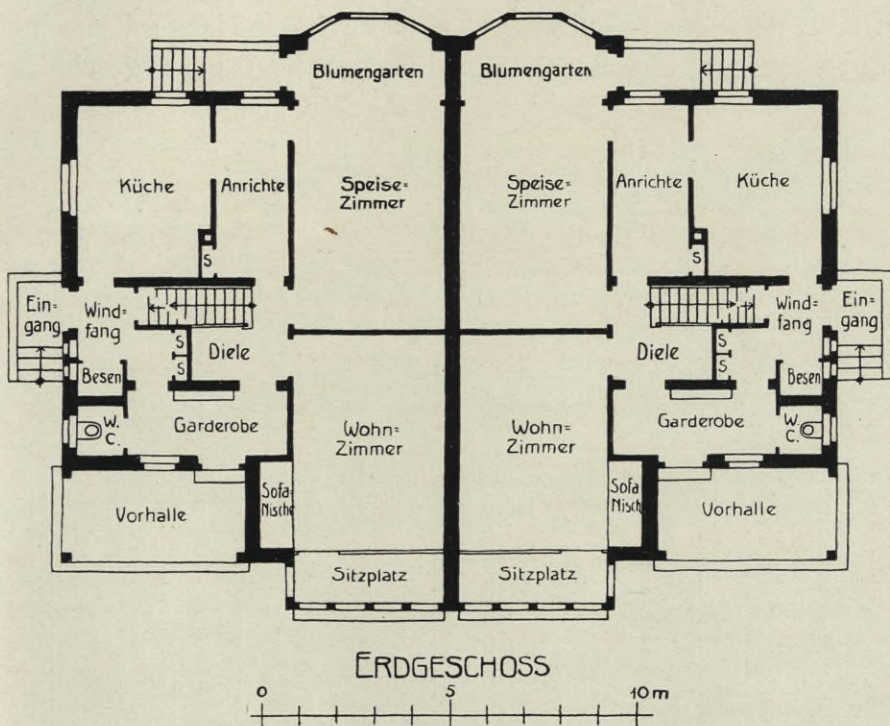 Blumengarten
Blumengarten
Küche
Anrichte
Speise=
Zimmer
Speise=
Zimmer
Anrichte
Küche
S
S
Ein=
gang
Wind=
fang
Wind=
fang
Ein=
gang
S
S
Diele
Diele
S
S
Besen
Besen
W.
C.
Garderobe
Wohn=
Zimmer
Wohn=
Zimmer
Garderobe
W.
C.
Vorhalle
Sofa=
Nische
Sofa
Nische
Vorhalle
Sitzplatz
Sitzplatz
ERDGESCHOSS
0 5 10 m